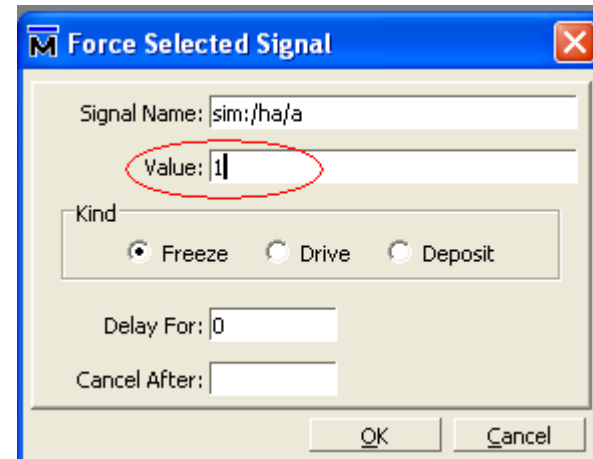 M Force Selected Signal
Signal Name: sim:/ha/a
Value: 1
Kind
Freeze Drive Deposit
Delay For: 0
Cancel After:
OK Cancel